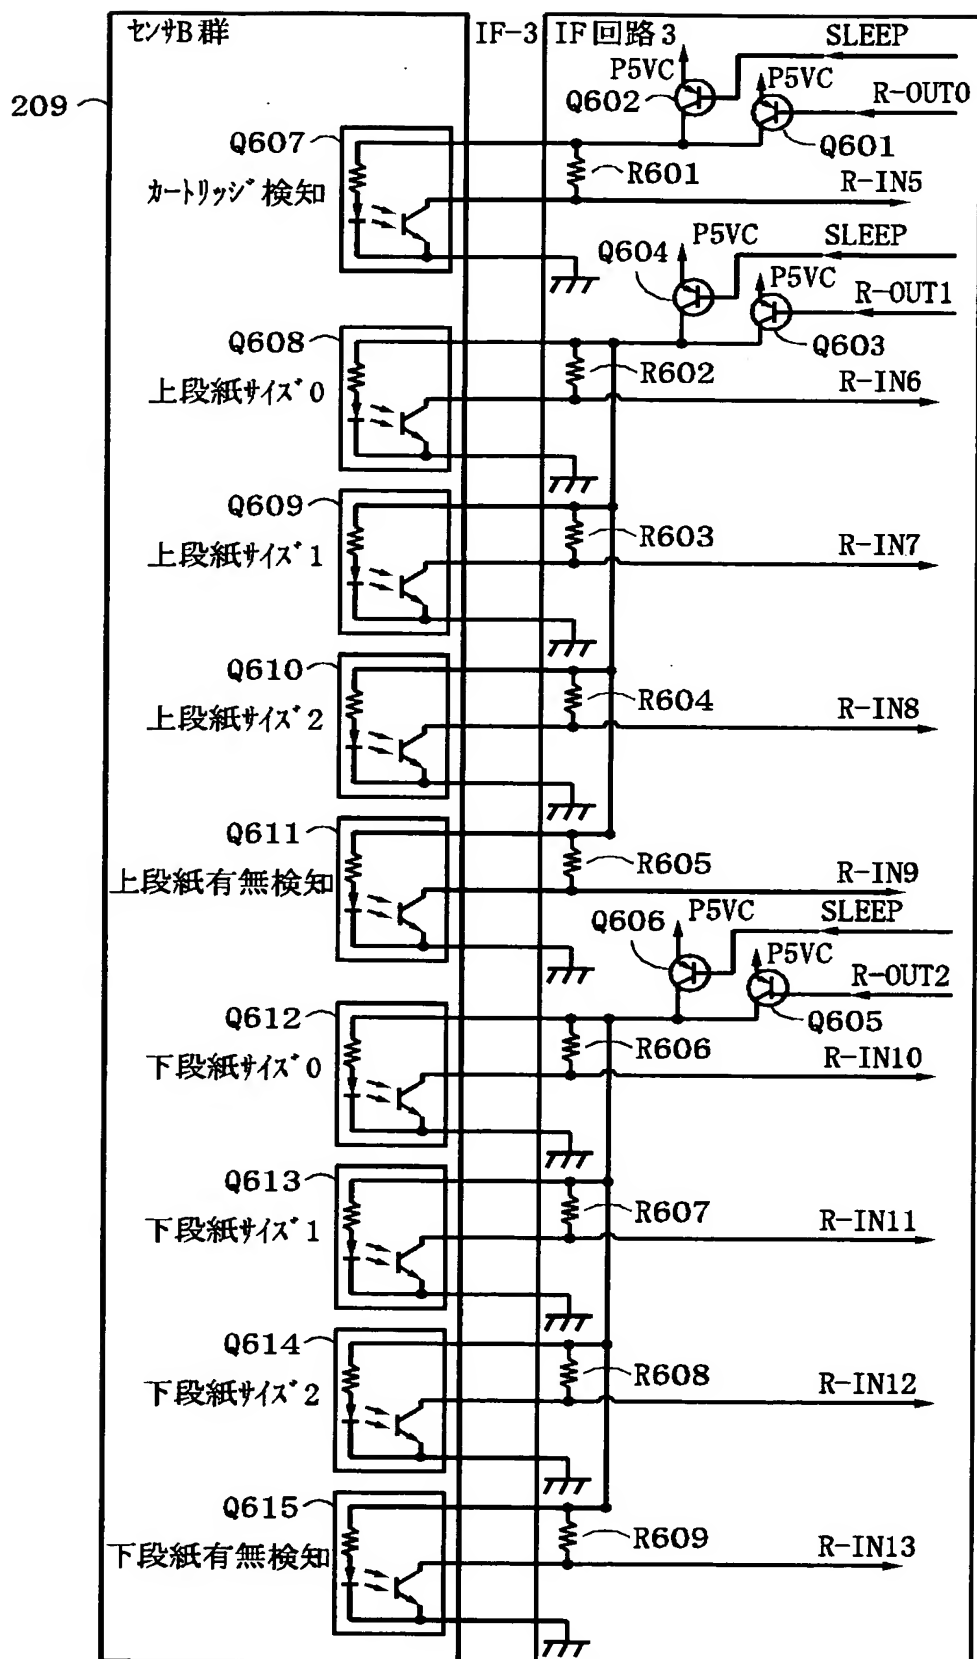 センサB群
IF-3
IF回路3
SLEEP
P5VC
P5VC
R-OUT0
209
Q602
Q601
Q607
カートリッジ検知
R601
R-IN5
P5VC
SLEEP
Q604
P5VC
R-OUT1
Q603
Q608
上段紙サイズ0
R602
R-IN6
Q609
上段紙サイズ1
R603
R-IN7
Q610
上段紙サイズ2
R604
R-IN8
Q611
上段紙有無検知
R605
R-IN9
P5VC
SLEEP
Q606
P5VC
R-OUT2
Q605
Q612
下段紙サイズ0
R606
R-IN10
Q613
下段紙サイズ1
R607
R-IN11
Q614
下段紙サイズ2
R608
R-IN12
Q615
下段紙有無検知
R609
R-IN13